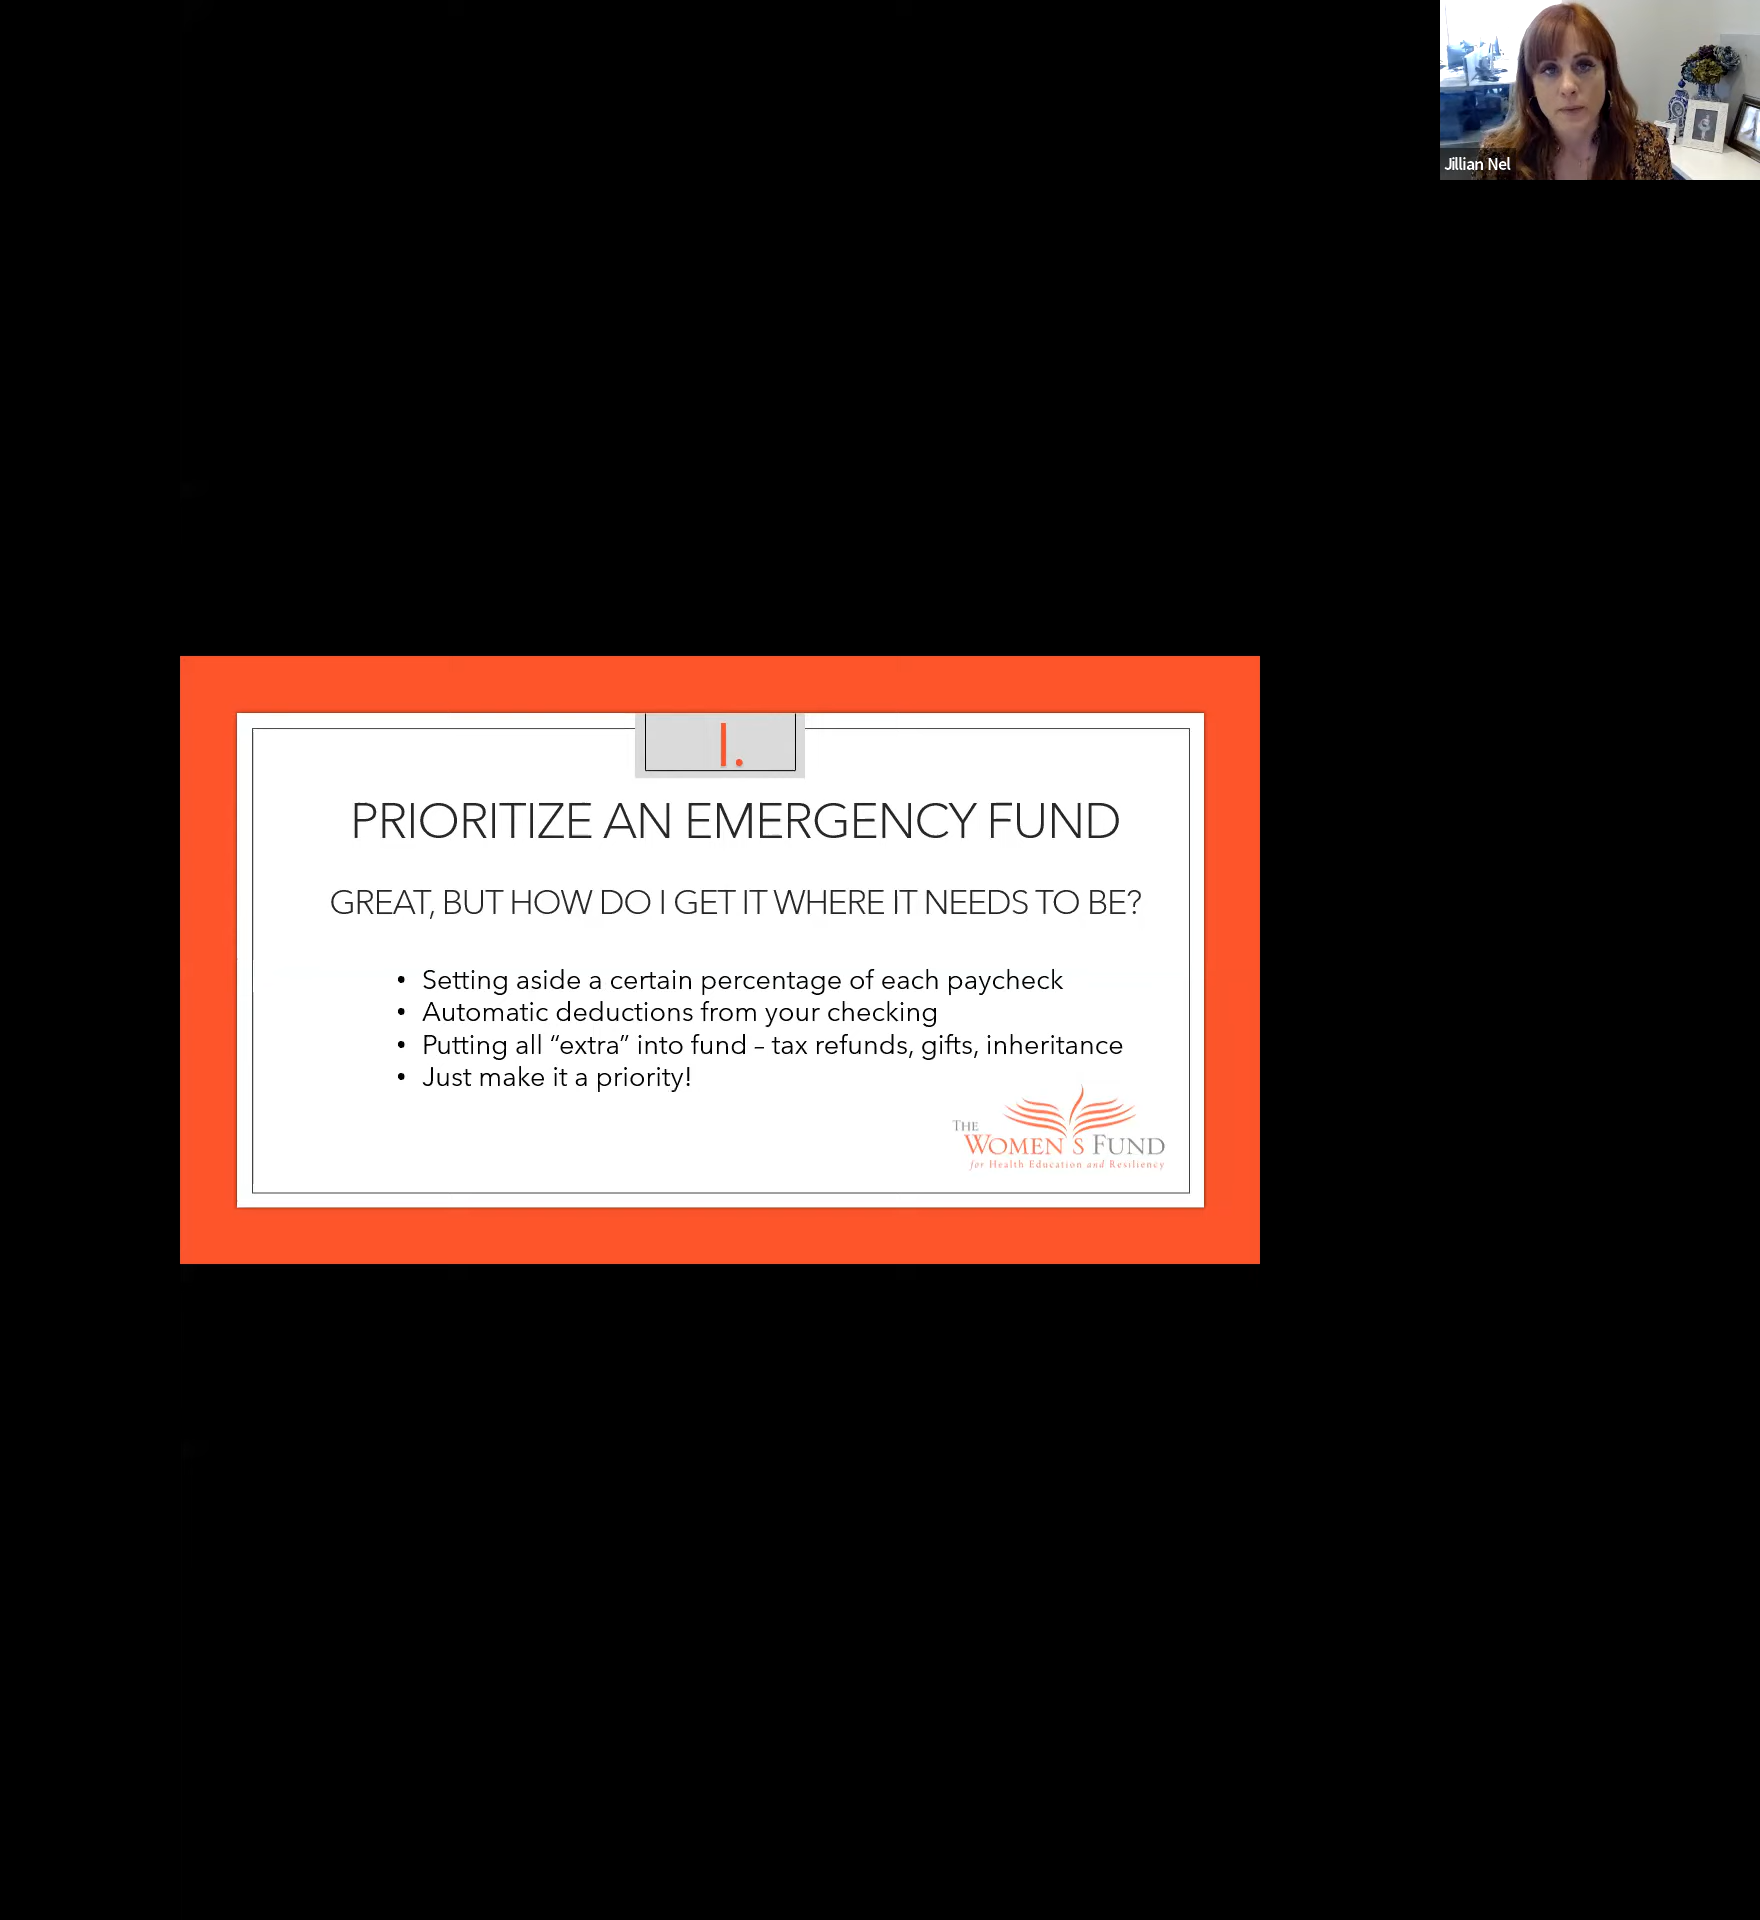 Jillian Nel
I.
PRIORITIZE AN EMERGENCY FUND
GREAT, BUT HOW DO I GET IT WHERE IT NEEDS TO BE?
• Setting aside a certain percentage of each paycheck
• Automatic deductions from your checking
• Putting all “extra” into fund – tax refunds, gifts, inheritance
• Just make it a priority!
THE
WOMEN'S FUND
for Health Education and Resiliency